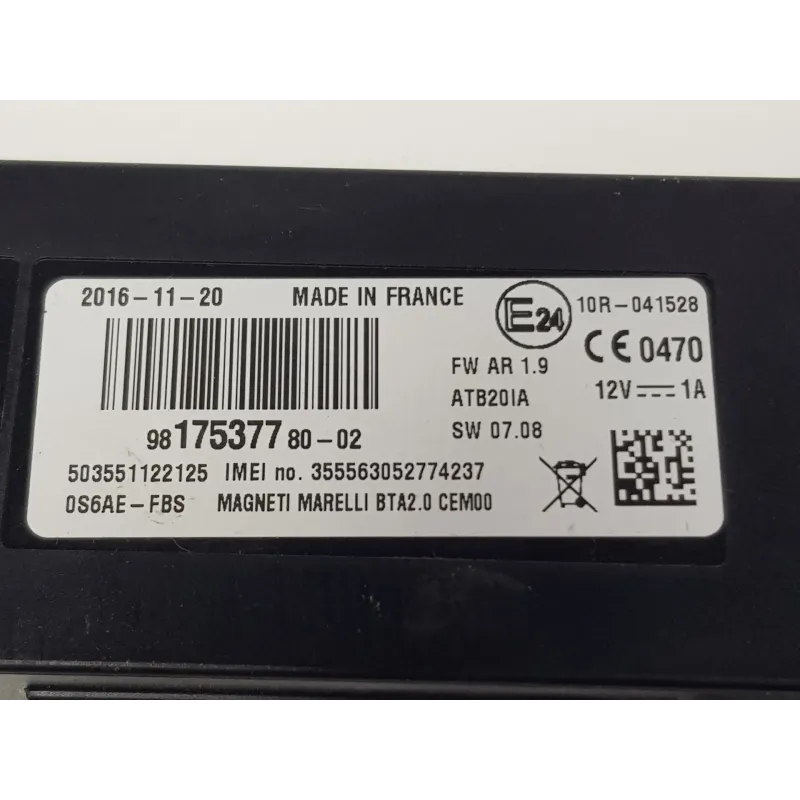 2016-11-20 MADE IN FRANCE
E24 10R-041528
CE 0470
FW AR 1.9
ATB20IA 12V 1A
9817537780-02 SW 07.08
503551122125 IMEI no. 355563052774237
0S6AE-FBS MAGNETI MARELLI BTA2.0 CEM00